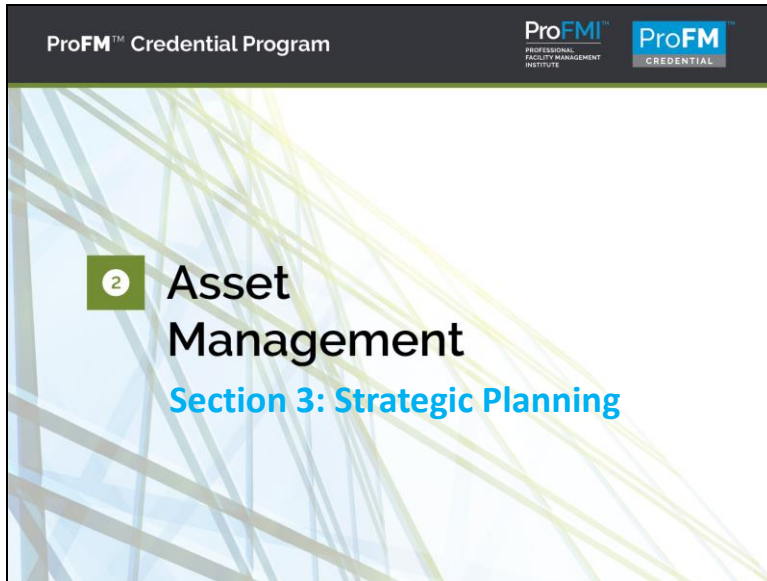 ProFM™ Credential Program
ProFMI™
PROFESSIONAL
FACILITY MANAGEMENT
INSTITUTE
ProFM™
CREDENTIAL
2
Asset
Management
Section 3: Strategic Planning